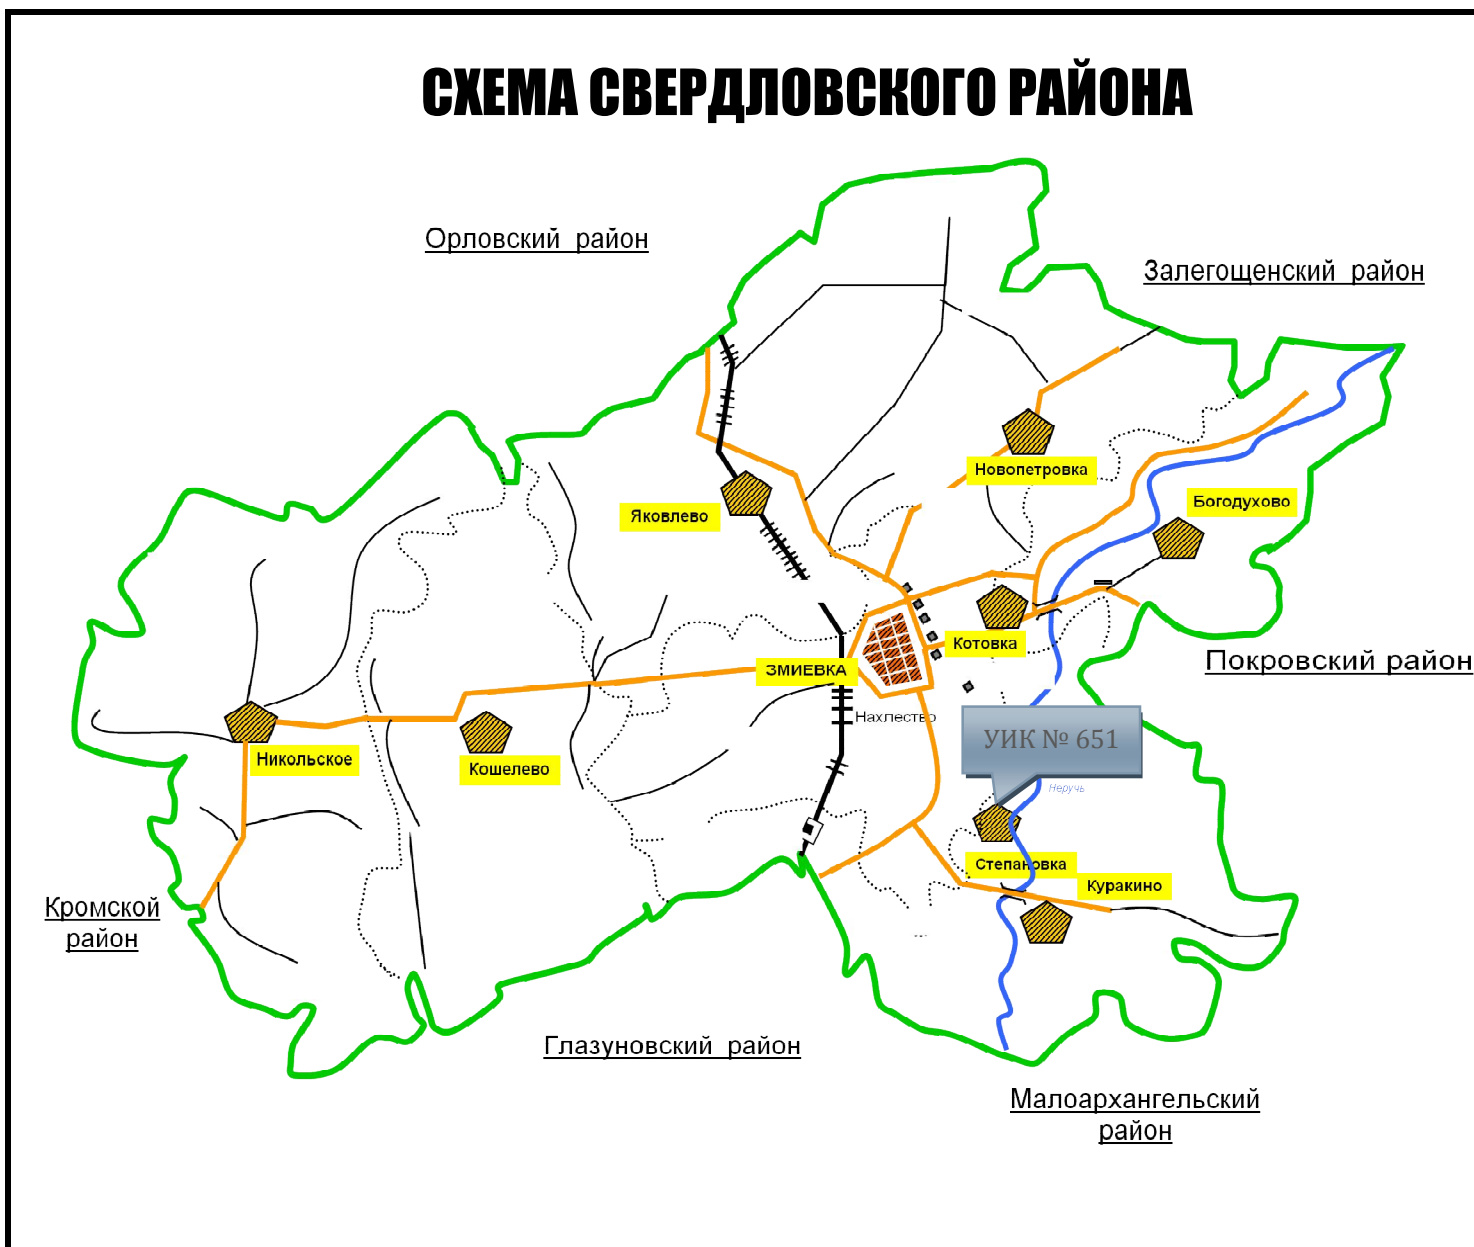 СХЕМА СВЕРДЛОВСКОГО РАЙОНА
Орловский район
Залегощенский район
Новопетровка
Богодухово
Яковлево
Котовка
Покровский район
ЗМИЕВКА
Нахлество
УИК № 651
Никольское
Кошелево
Неручь
Степановка
Куракино
Кромской
район
Глазуновский район
Малоархангельский
район